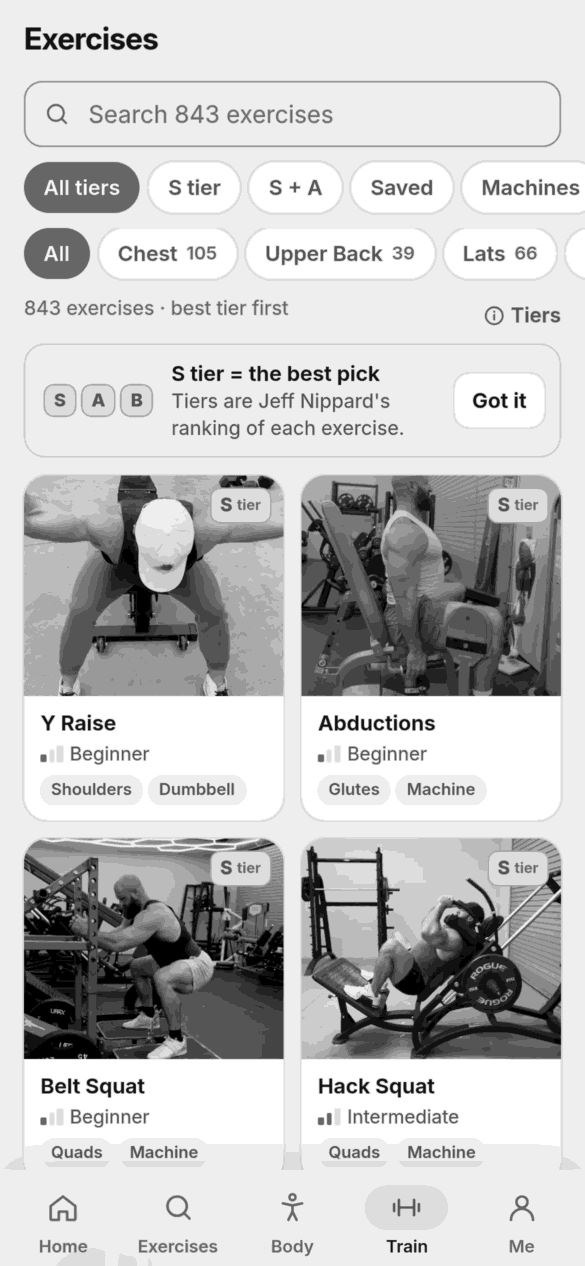 Exercises
Search 843 exercises
All tiers S tier S + A Saved Machines
All Chest 105 Upper Back 39 Lats 66
843 exercises · best tier first
Tiers
S A B
S tier = the best pick
Tiers are Jeff Nippard's
ranking of each exercise.
Got it
S tier
S tier
Y Raise
Beginner
Shoulders Dumbbell
Abductions
Beginner
Glutes Machine
S tier
S tier
ROGUE
ROGUE
Belt Squat
Beginner
Quads Machine
Hack Squat
Intermediate
Quads Machine
Home Exercises Body Train Me